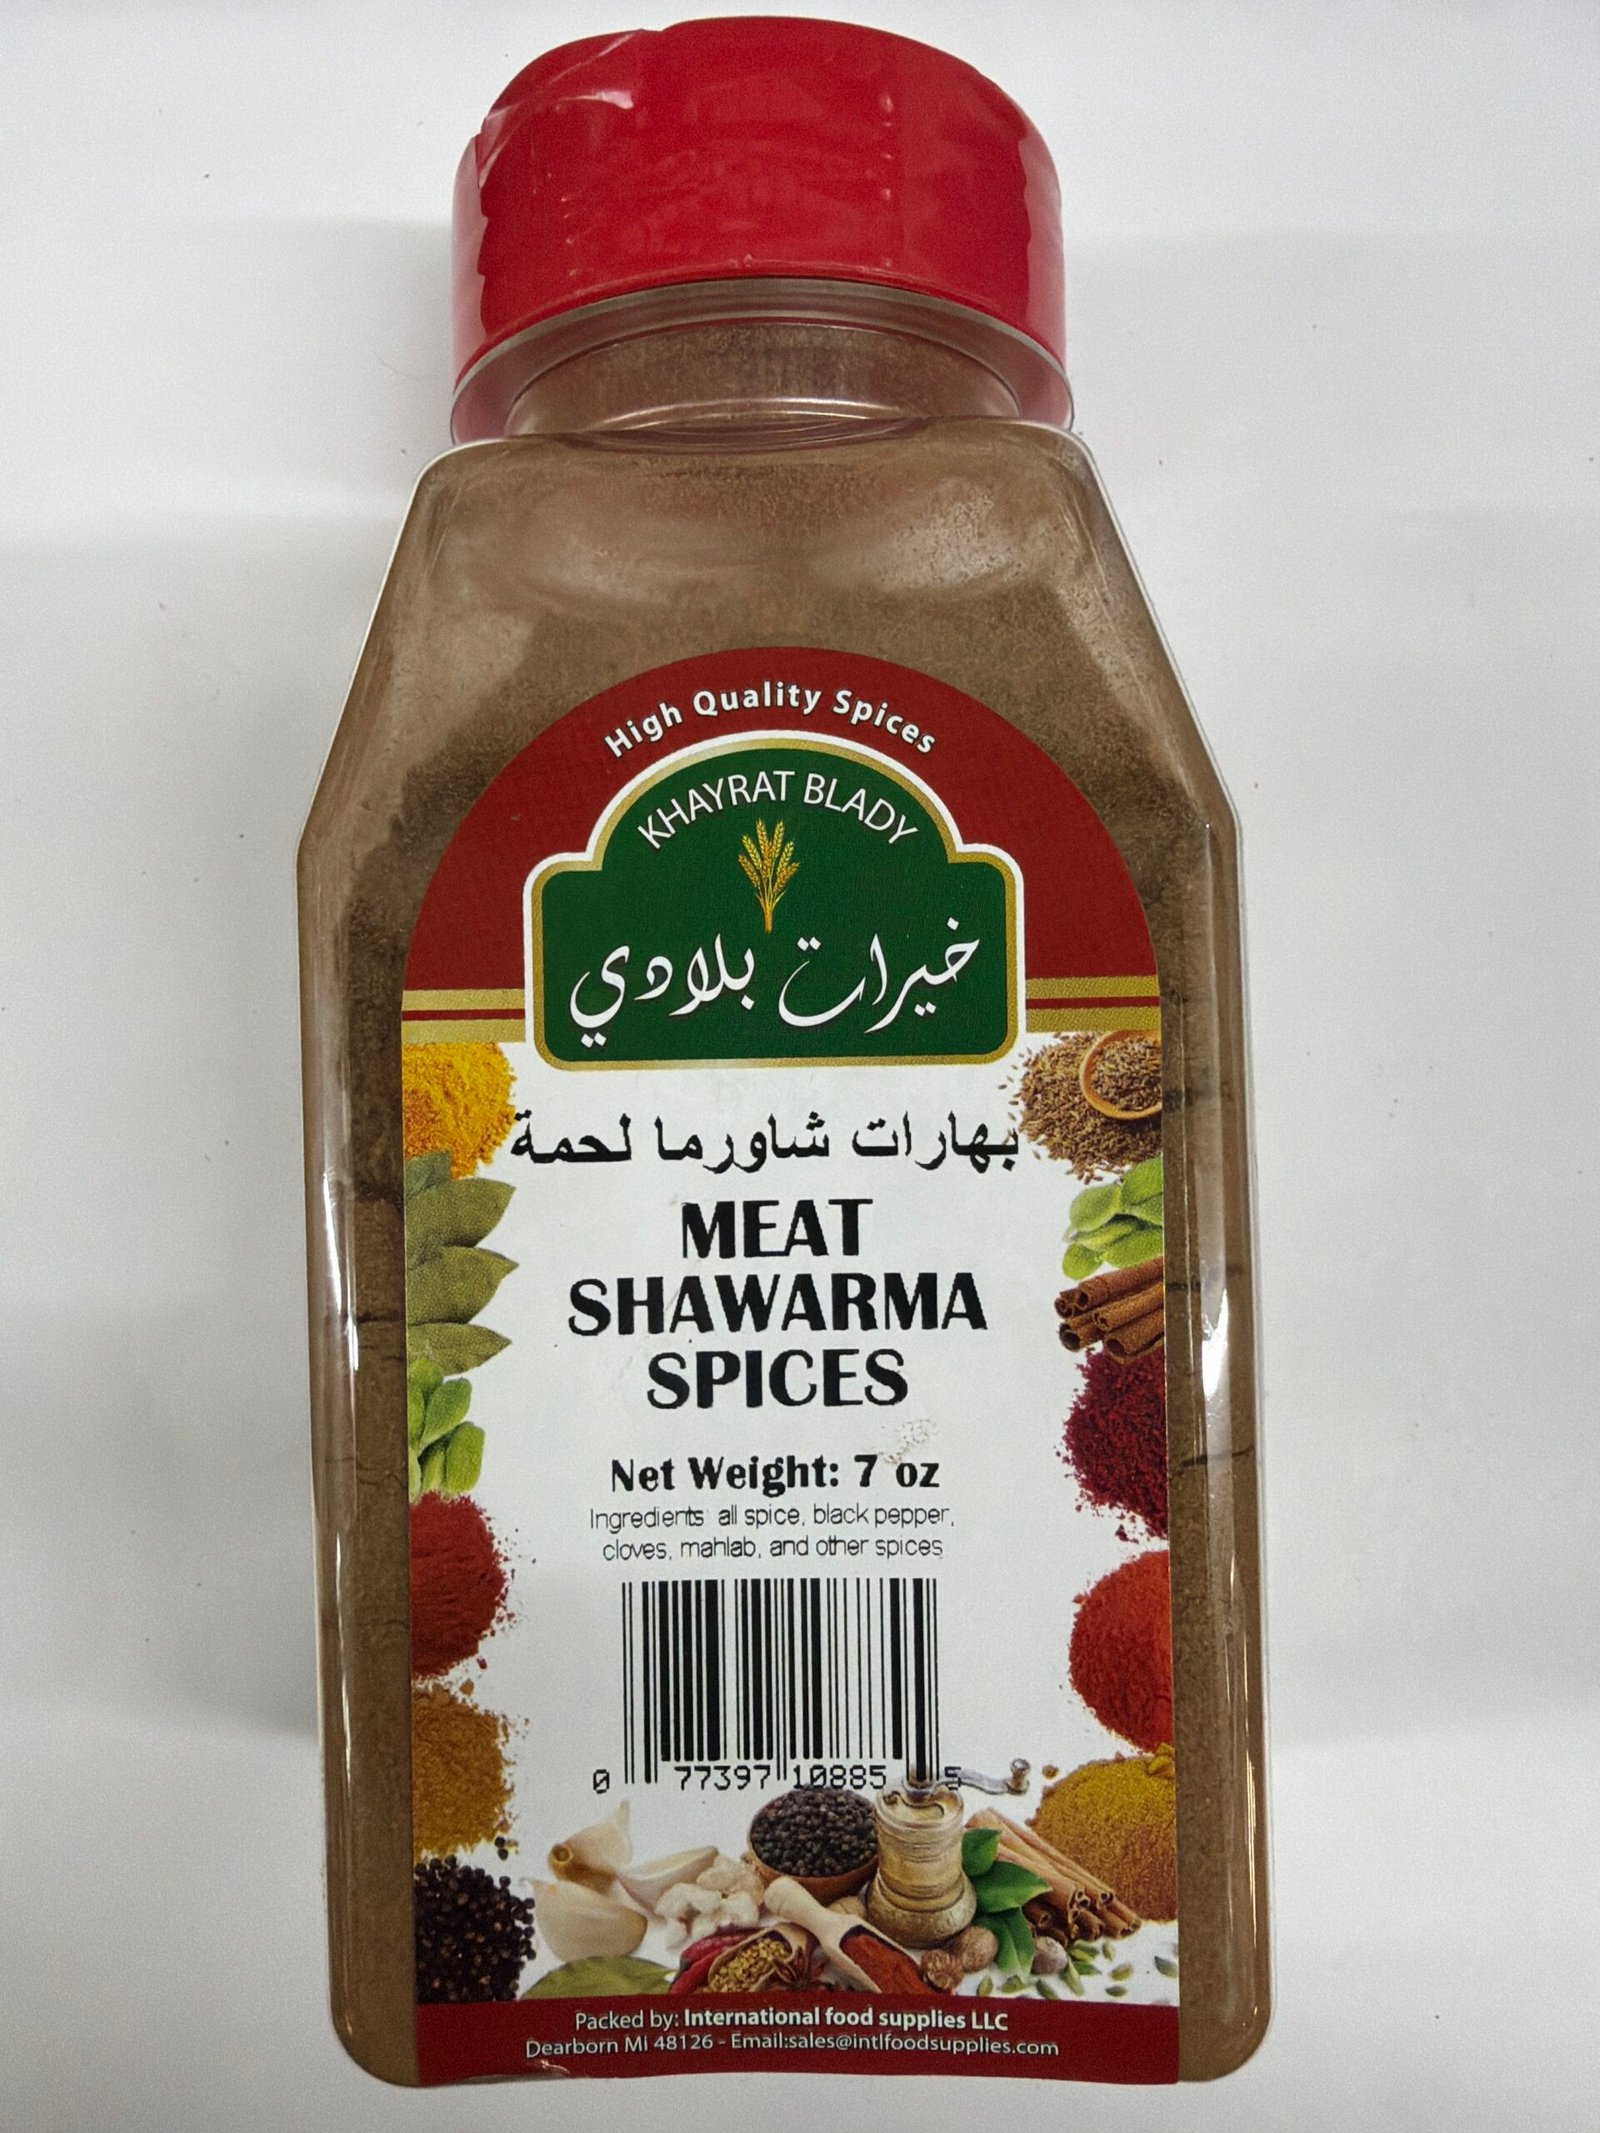 High Quality Spices
KHAYRAT BLADY
خيرات بلادي
بهارات شاورما لحمة
MEAT
SHAWARMA
SPICES
Net Weight: 7 oz
Ingredients: all spice, black pepper,
cloves, mahlab, and other spices
0 77397 10885 5
Packed by: International food supplies LLC
Dearborn Mi 48126 - Email:sales@intlfoodsupplies.com